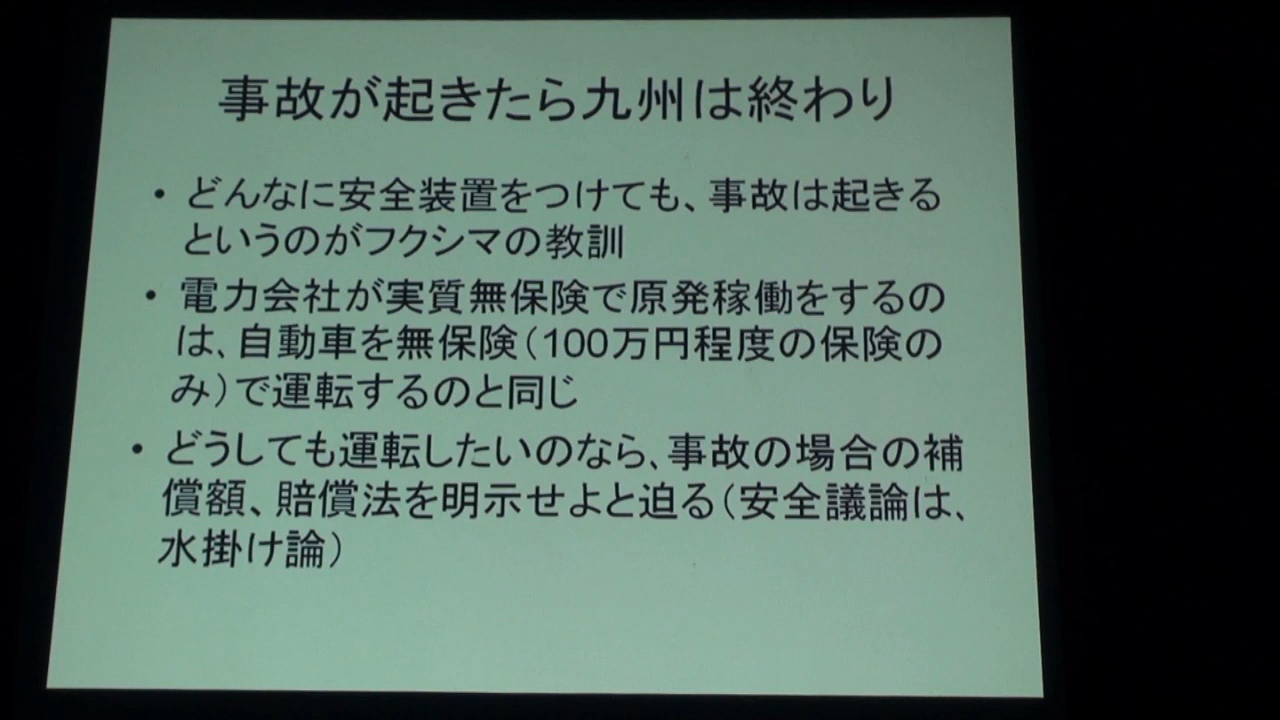 事故が起きたら九州は終わり
• どんなに安全装置をつけても、事故は起きる
というのがフクシマの教訓
• 電力会社が実質無保険で原発稼働をするの
は、自動車を無保険（100万円程度の保険の
み）で運転するのと同じ
• どうしても運転したいのなら、事故の場合の補
償額、賠償法を明示せよと迫る（安全議論は、
水掛け論）